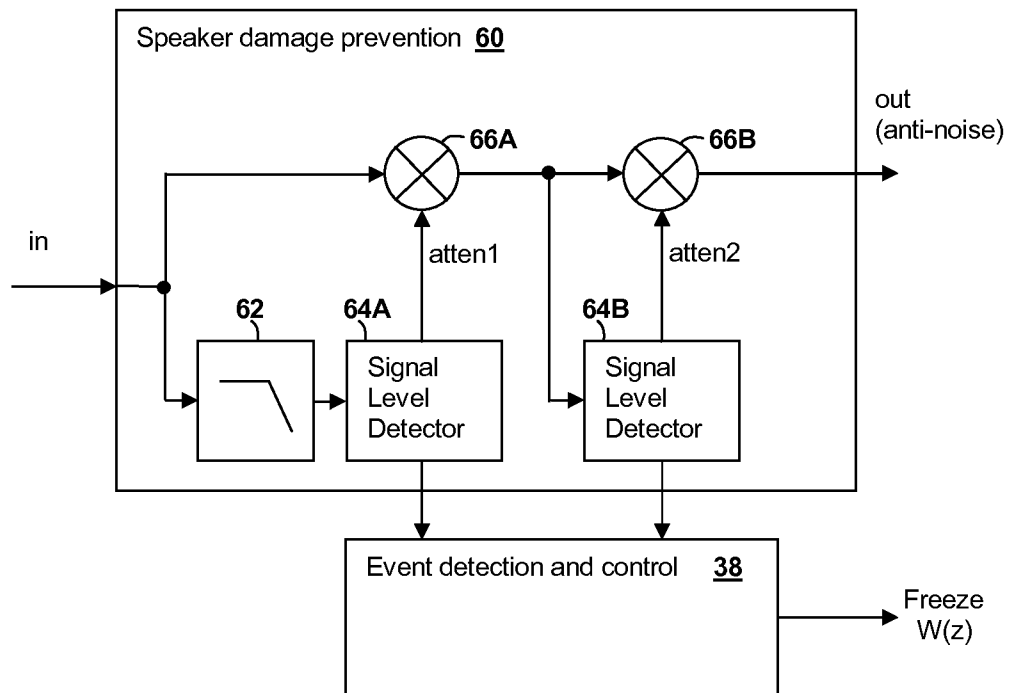 Speaker damage prevention 60
out
(anti-noise)
66A
66B
in
atten1
atten2
62
64A
64B
Signal
Level
Detector
Signal
Level
Detector
Event detection and control 38
Freeze
W(z)